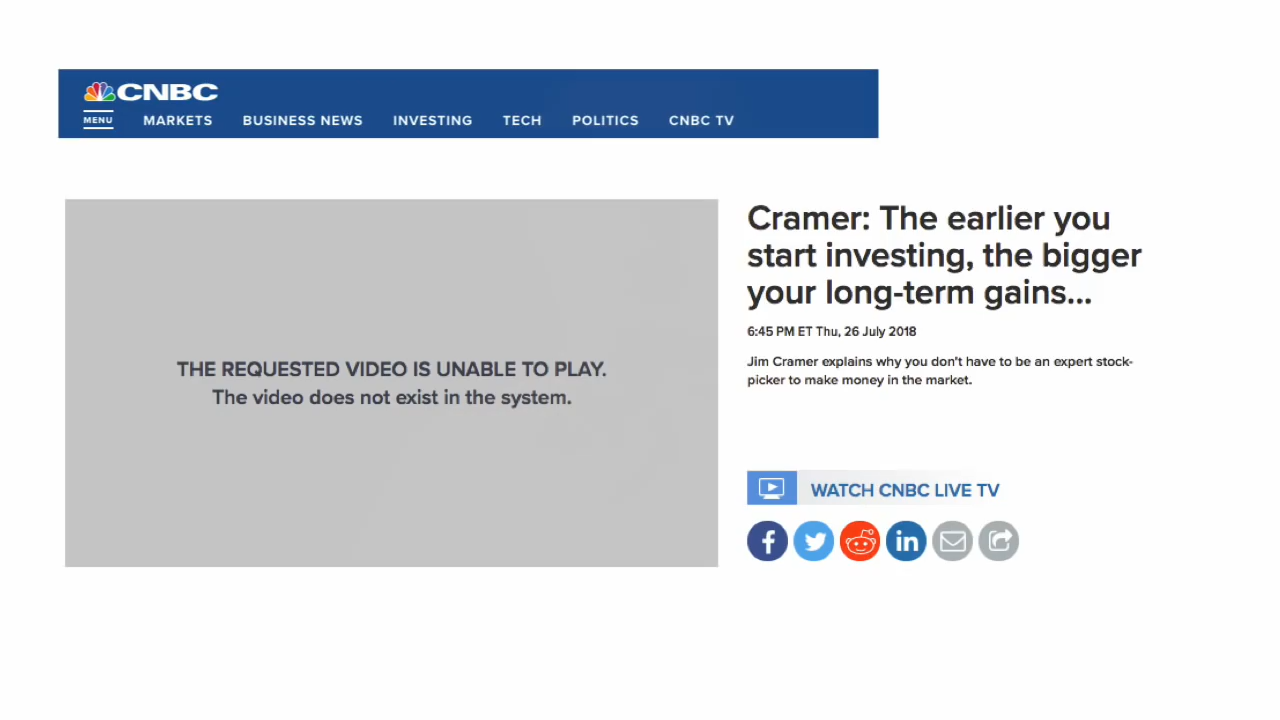 CNBC
MENU MARKETS BUSINESS NEWS INVESTING TECH POLITICS CNBC TV
THE REQUESTED VIDEO IS UNABLE TO PLAY.
The video does not exist in the system.
Cramer: The earlier you
start investing, the bigger
your long-term gains...
6:45 PM ET Thu, 26 July 2018
Jim Cramer explains why you don't have to be an expert stock-
picker to make money in the market.
WATCH CNBC LIVE TV
f
in